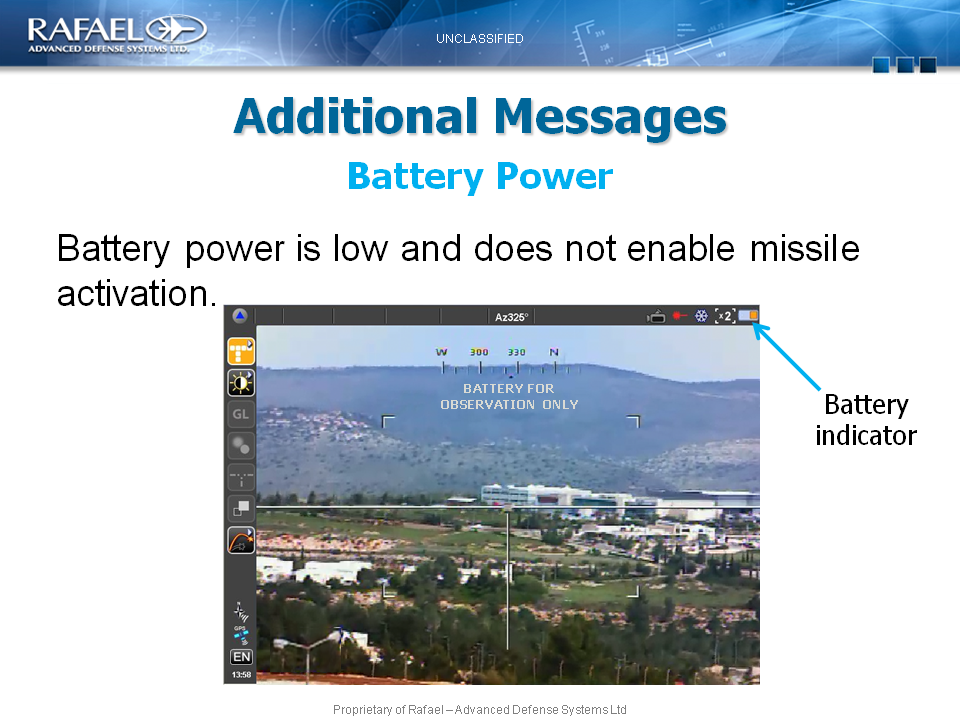 RAFAEL
ADVANCED DEFENSE SYSTEMS LTD.
UNCLASSIFIED
Additional Messages
Battery Power
Battery power is low and does not enable missile
activation.
Az325°
x2
W 300 330 N
BATTERY FOR
OBSERVATION ONLY
GL
GPS
EN
13:58
Battery
indicator
Proprietary of Rafael – Advanced Defense Systems Ltd